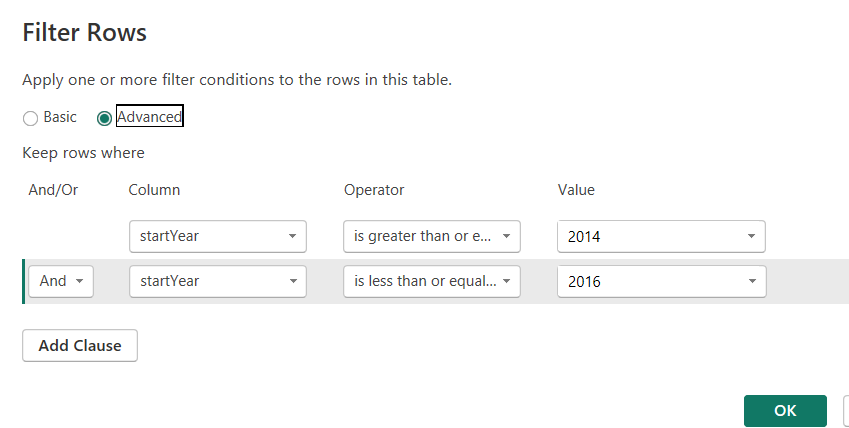 Filter Rows
Apply one or more filter conditions to the rows in this table.
Basic Advanced
Keep rows where
And/Or Column Operator Value
startYear is greater than or e... 2014
And startYear is less than or equal... 2016
Add Clause
OK